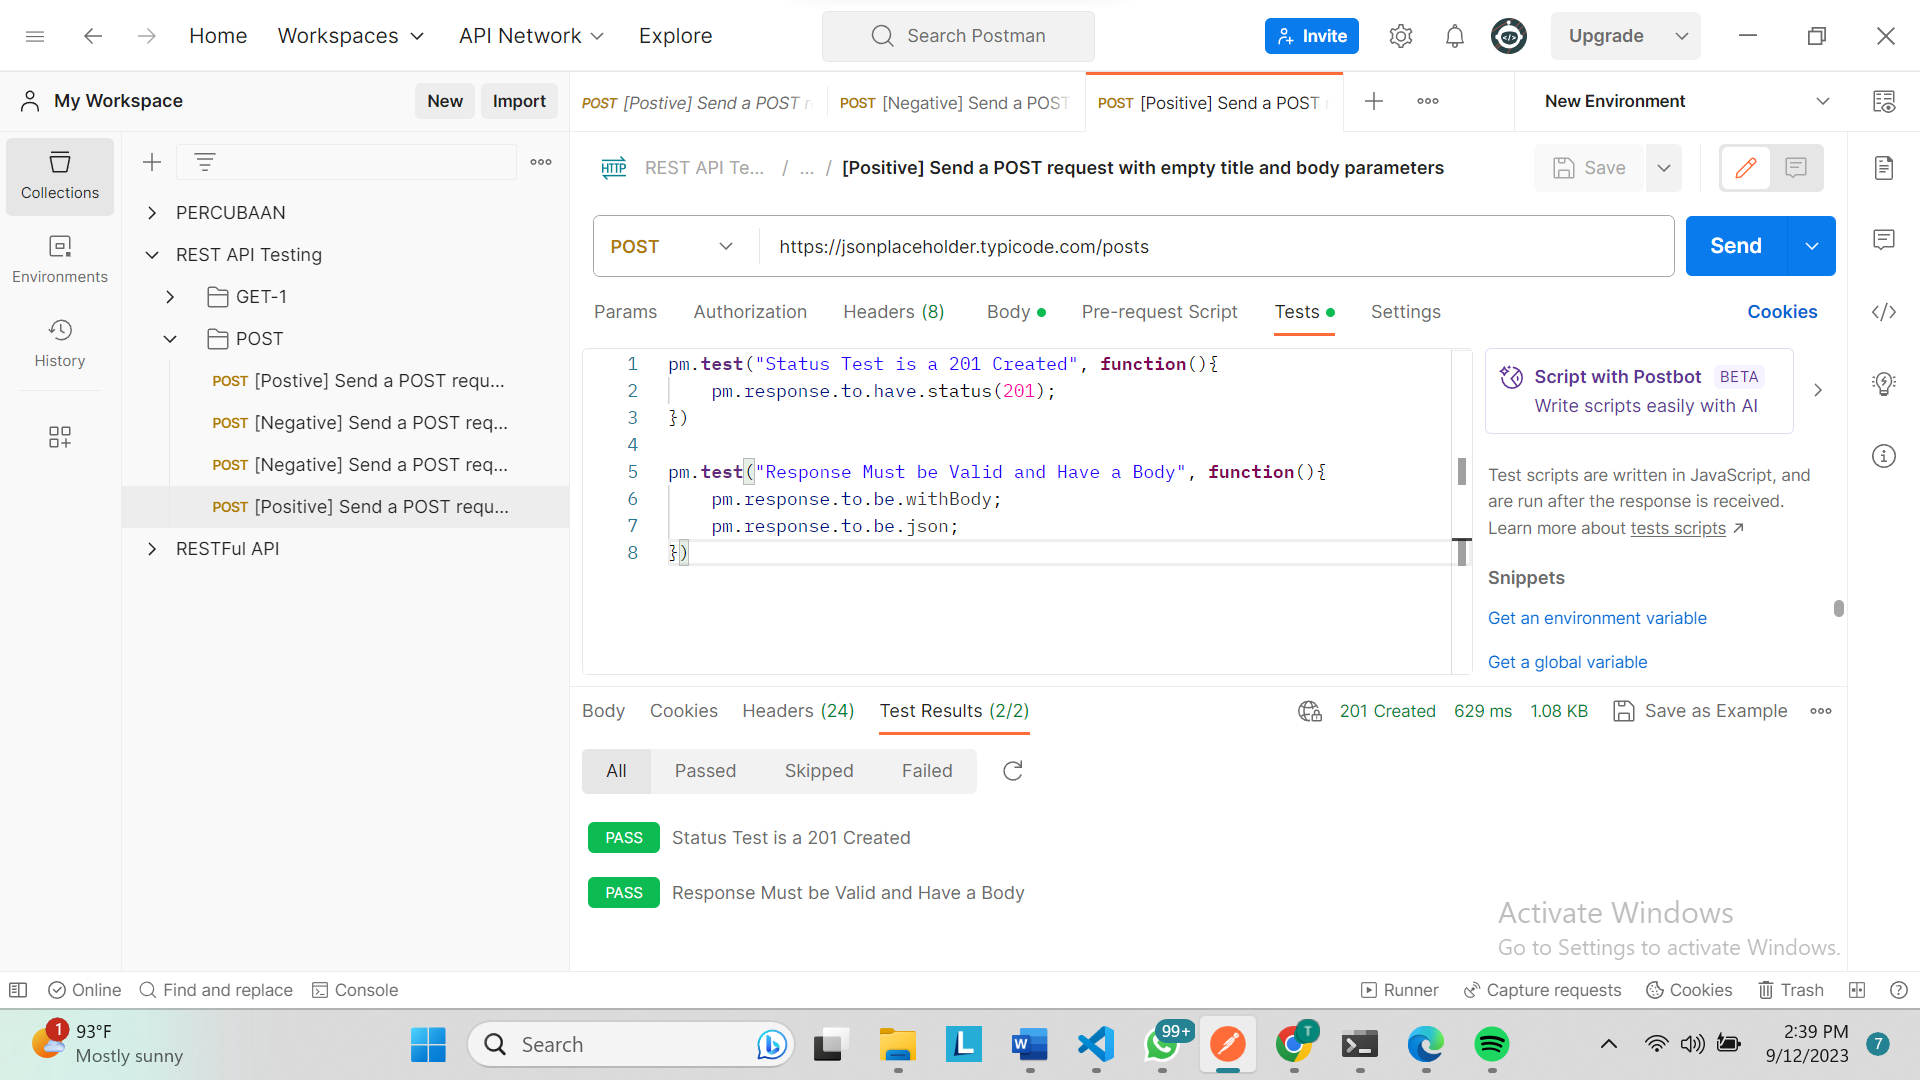 Home
Workspaces
API Network
Explore
Search Postman
Invite
Upgrade
My Workspace
New
Import
POST [Postive] Send a POST r
POST [Negative] Send a POST
POST [Positive] Send a POST
New Environment
Collections
Environments
History
PERCUBAAN
REST API Testing
GET-1
POST
POST [Postive] Send a POST requ...
POST [Negative] Send a POST req...
POST [Negative] Send a POST req...
POST [Positive] Send a POST requ...
RESTFul API
HTTP REST API Te... / ... / [Positive] Send a POST request with empty title and body parameters
Save
POST
https://jsonplaceholder.typicode.com/posts
Send
Params
Authorization
Headers (8)
Body
Pre-request Script
Tests
Settings
Cookies
1 pm.test("Status Test is a 201 Created", function(){
2 pm.response.to.have.status(201);
3 })
4
5 pm.test("Response Must be Valid and Have a Body", function(){
6 pm.response.to.be.withBody;
7 pm.response.to.be.json;
8 })
Script with Postbot BETA
Write scripts easily with AI
Test scripts are written in JavaScript, and
are run after the response is received.
Learn more about tests scripts ↗
Snippets
Get an environment variable
Get a global variable
Body
Cookies
Headers (24)
Test Results (2/2)
201 Created
629 ms
1.08 KB
Save as Example
All
Passed
Skipped
Failed
PASS Status Test is a 201 Created
PASS Response Must be Valid and Have a Body
Activate Windows
Go to Settings to activate Windows.
Online
Find and replace
Console
Runner
Capture requests
Cookies
Trash
1
93°F
Mostly sunny
Search
L
W
99+
T
2:39 PM
9/12/2023
7